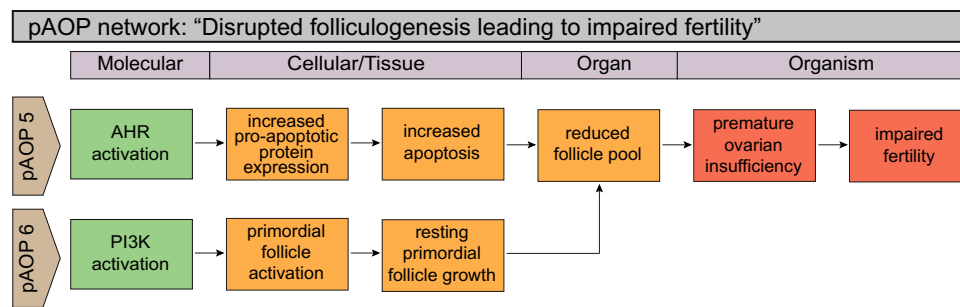 pAOP network: “Disrupted folliculogenesis leading to impaired fertility”
Molecular
Cellular/Tissue
Organ
Organism
pAOP 5
AHR
activation
increased
pro-apoptotic
protein
expression
increased
apoptosis
reduced
follicle pool
premature
ovarian
insufficiency
impaired
fertility
pAOP 6
PI3K
activation
primordial
follicle
activation
resting
primordial
follicle growth